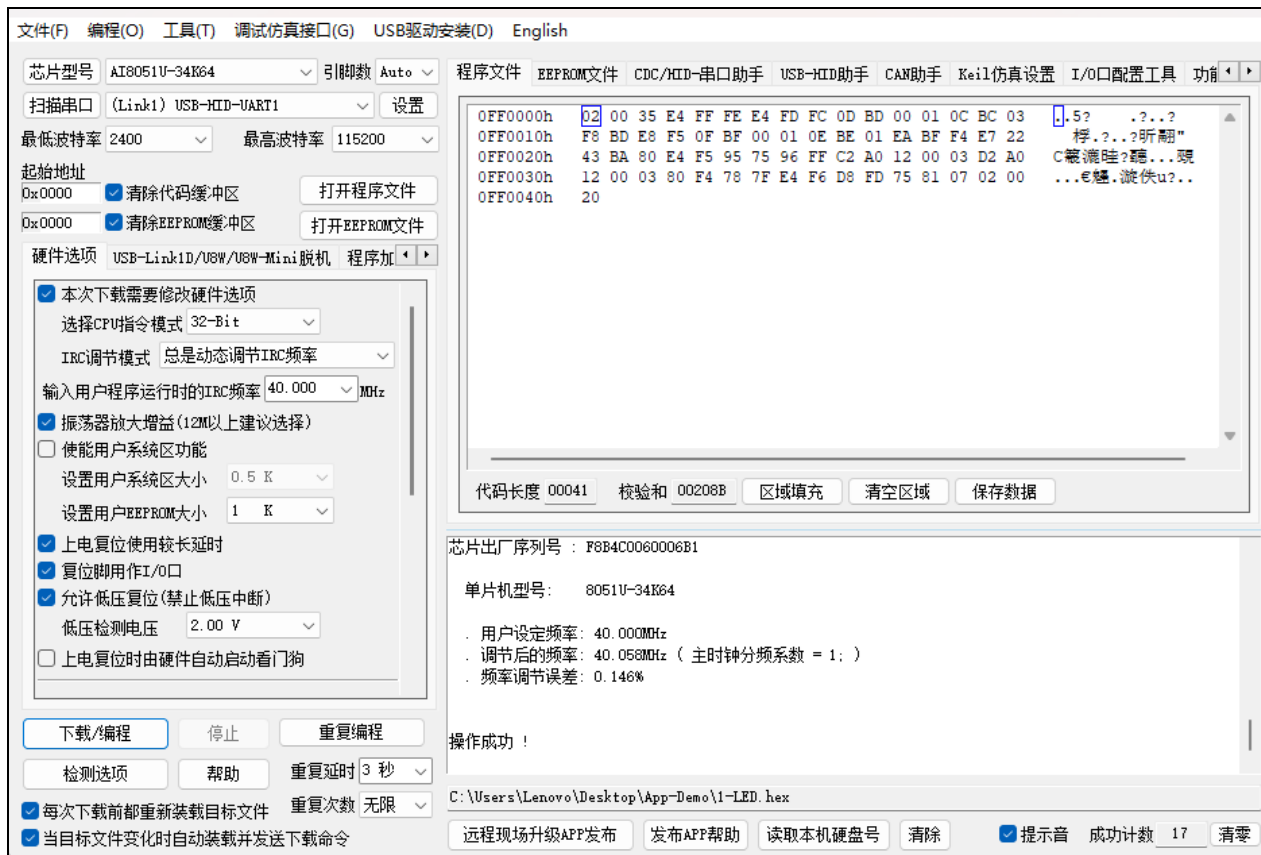 文件(F) 编程(O) 工具(T) 调试仿真接口(G) USB驱动安装(D) English
芯片型号 AI8051U-34K64 引脚数 Auto
扫描串口 (Link1) USB-HID-UART1 设置
最低波特率 2400 最高波特率 115200
起始地址
0x0000 清除代码缓冲区 打开程序文件
0x0000 清除EEPROM缓冲区 打开EEPROM文件
硬件选项 USB-Link1D/U8W/U8W-Mini脱机 程序加
本次下载需要修改硬件选项
选择CPU指令模式 32-Bit
IRC调节模式 总是动态调节IRC频率
输入用户程序运行时的IRC频率 40.000 MHz
振荡器放大增益(12M以上建议选择)
使能用户系统区功能
设置用户系统区大小 0.5 K
设置用户EEPROM大小 1 K
上电复位使用较长延时
复位脚用作I/O口
允许低压复位(禁止低压中断)
低压检测电压 2.00 V
上电复位时由硬件自动启动看门狗
下载/编程 停止 重复编程
检测选项 帮助 重复延时 3 秒
每次下载前都重新装载目标文件 重复次数 无限
当目标文件变化时自动装载并发送下载命令
程序文件 EEPROM文件 CDC/HID-串口助手 USB-HID助手 CAN助手 Keil仿真设置 I/O口配置工具 功能
0FF0000h 02 00 35 E4 FF FE E4 FD FC 0D BD 00 01 0C BC 03 ..5? .?..?
0FF0010h F8 BD E8 F5 0F BF 00 01 0E BE 01 EA BF F4 E7 22
0FF0020h 43 BA 80 E4 F5 95 75 96 FF C2 A0 12 00 03 D2 A0
0FF0030h 12 00 03 80 F4 78 7F E4 F6 D8 FD 75 81 07 02 00
0FF0040h 20
代码长度 00041 校验和 00208B 区域填充 清空区域 保存数据
芯片出厂序列号 : F8B4C0060006B1
单片机型号: 8051U-34K64
. 用户设定频率: 40.000MHz
. 调节后的频率: 40.058MHz ( 主时钟分频系数 = 1; )
. 频率调节误差: 0.146%
操作成功 !
C:\Users\Lenovo\Desktop\App-Demo\1-LED.hex
远程现场升级APP发布 发布APP帮助 读取本机硬盘号 清除 提示音 成功计数 17 清零